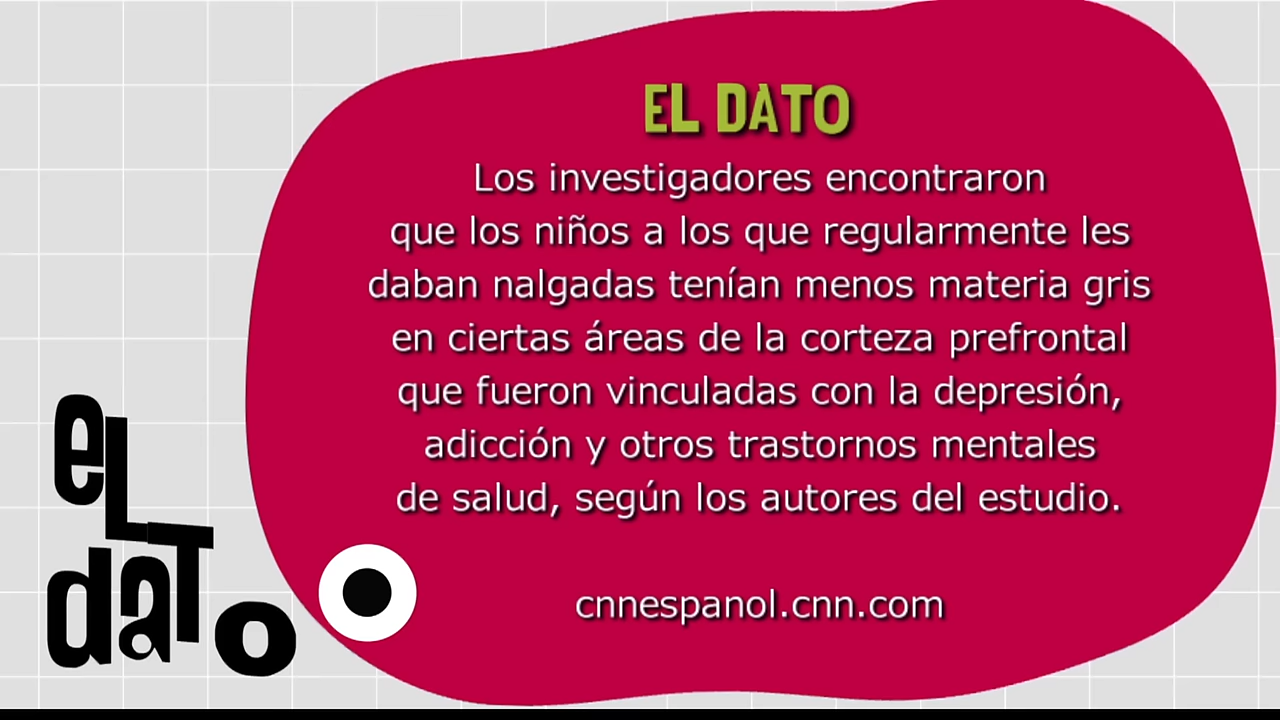 EL DATO
Los investigadores encontraron
que los niños a los que regularmente les
daban nalgadas tenían menos materia gris
en ciertas áreas de la corteza prefrontal
que fueron vinculadas con la depresión,
adicción y otros trastornos mentales
de salud, según los autores del estudio.
cnnespanol.cnn.com
eL
daTo